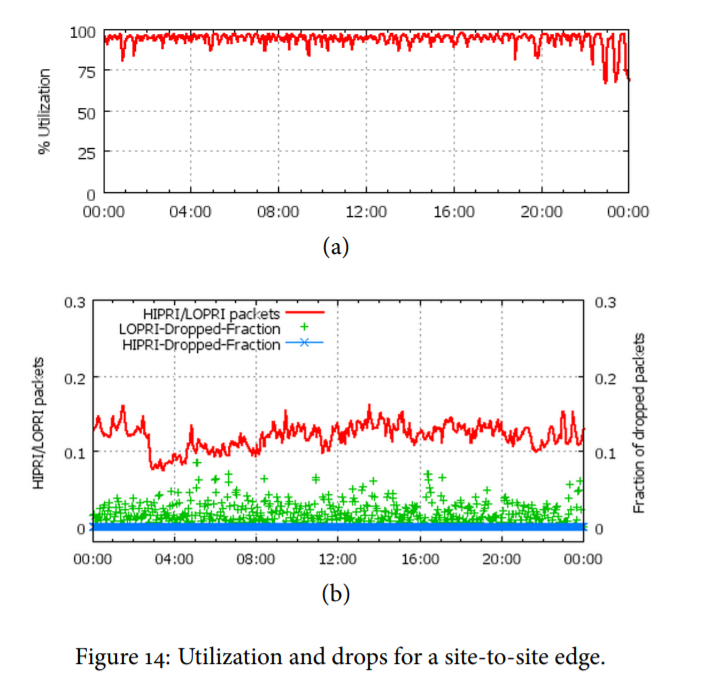 100
75
50
25
0
% Utilization
00:00 04:00 08:00 12:00 16:00 20:00 00:00
(a)
0.3
0.2
0.1
0
HIPRI/LOPRI packets
HIPRI/LOPRI packets
LOPRI-Dropped-Fraction
HIPRI-Dropped-Fraction
0.3
0.2
0.1
0
Fraction of dropped packets
00:00 04:00 08:00 12:00 16:00 20:00 00:00
(b)
Figure 14: Utilization and drops for a site-to-site edge.